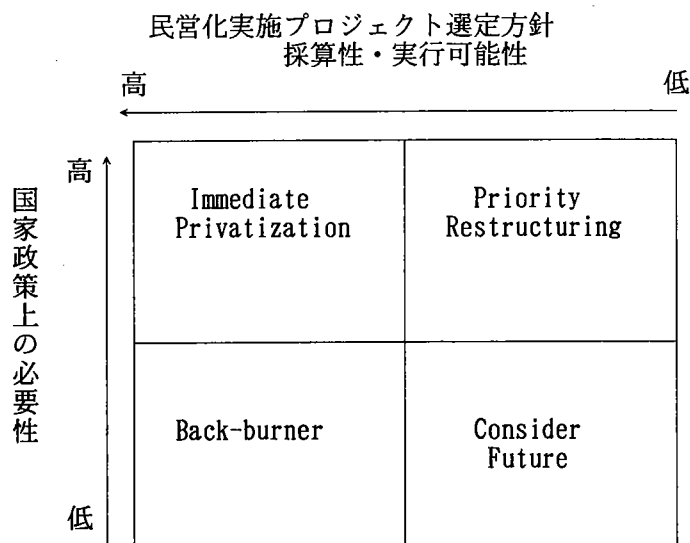 民営化実施プロジェクト選定方針
採算性・実行可能性
高 低
高
国家政策上の必要性
Immediate Priority
Privatization Restructuring
Back-burner Consider
Future
低